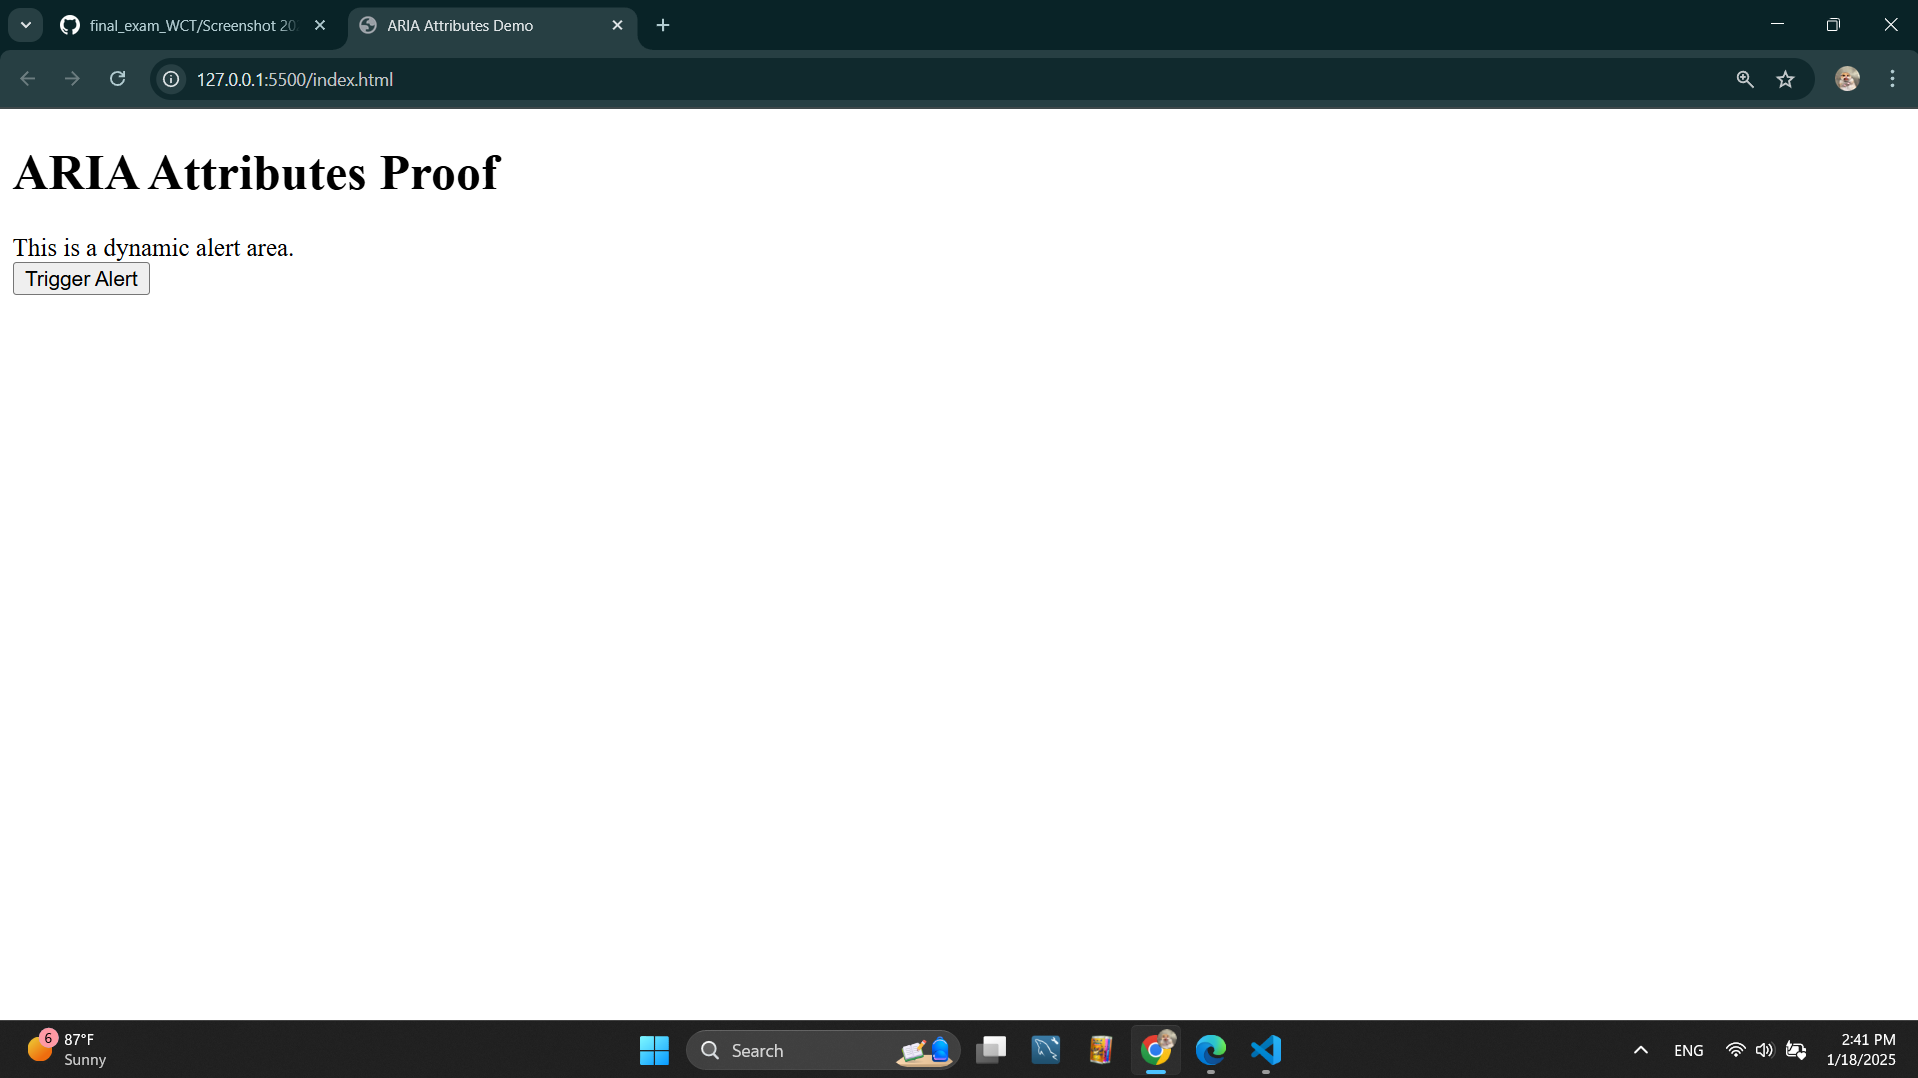 final_exam_WCT/Screenshot 20
ARIA Attributes Demo
127.0.0.1:5500/index.html
ARIA Attributes Proof
This is a dynamic alert area.
Trigger Alert
6
87°F
Sunny
Search
ENG
2:41 PM
1/18/2025